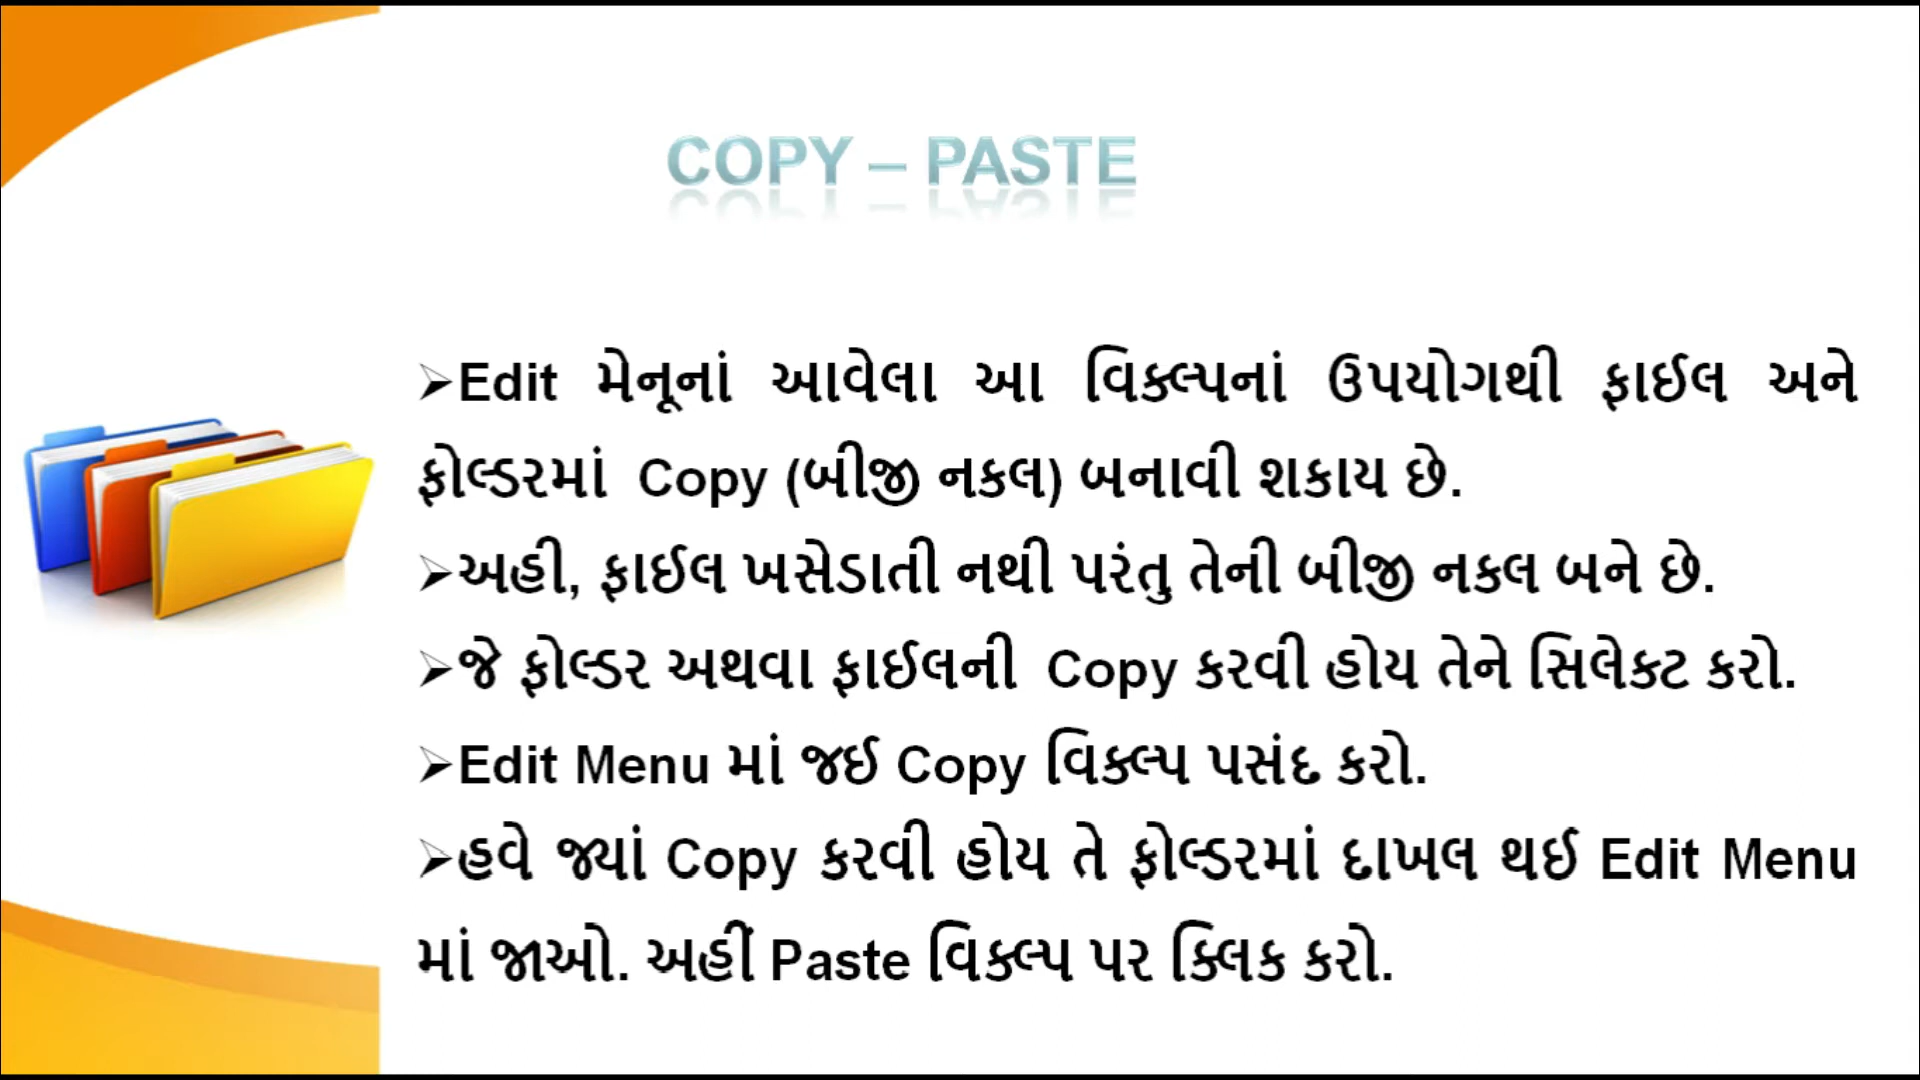 COPY – PASTE
➢Edit મેનૂનાં આવેલા આ વિકલ્પનાં ઉપયોગથી ફાઈલ અને
ફોલ્ડરમાં Copy (બીજી નકલ) બનાવી શકાય છે.
➢અહી, ફાઈલ ખસેડાતી નથી પરંતુ તેની બીજી નકલ બને છે.
➢જે ફોલ્ડર અથવા ફાઈલની Copy કરવી હોય તેને સિલેક્ટ કરો.
➢Edit Menu માં જઈ Copy વિકલ્પ પસંદ કરો.
➢હવે જ્યાં Copy કરવી હોય તે ફોલ્ડરમાં દાખલ થઈ Edit Menu
માં જાઓ. અહીં Paste વિકલ્પ પર ક્લિક કરો.